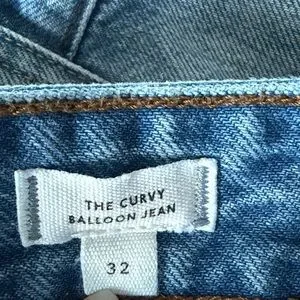 THE CURVY
BALLOON JEAN
32